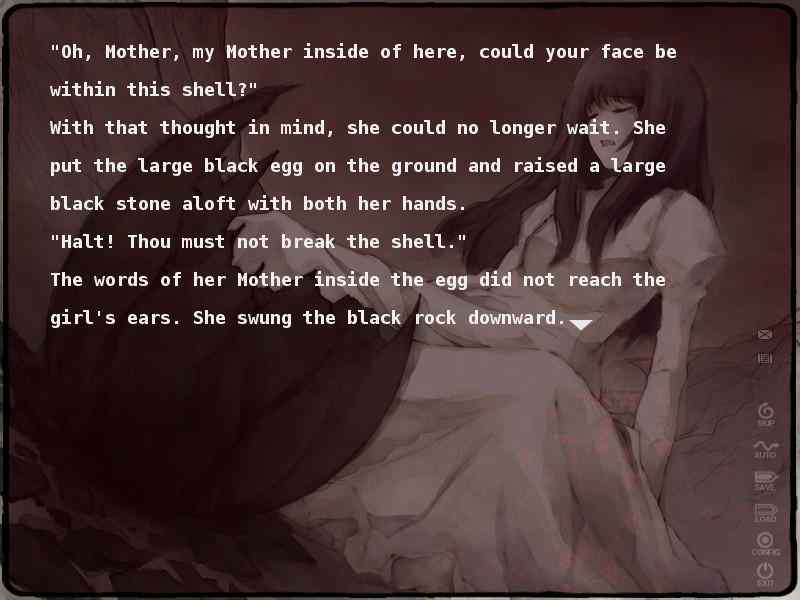 "Oh, Mother, my Mother inside of here, could your face be
within this shell?"
With that thought in mind, she could no longer wait. She
put the large black egg on the ground and raised a large
black stone aloft with both her hands.
"Halt! Thou must not break the shell."
The words of her Mother inside the egg did not reach the
girl's ears. She swung the black rock downward.
SKIP
AUTO
SAVE
LOAD
CONFIG
EXIT